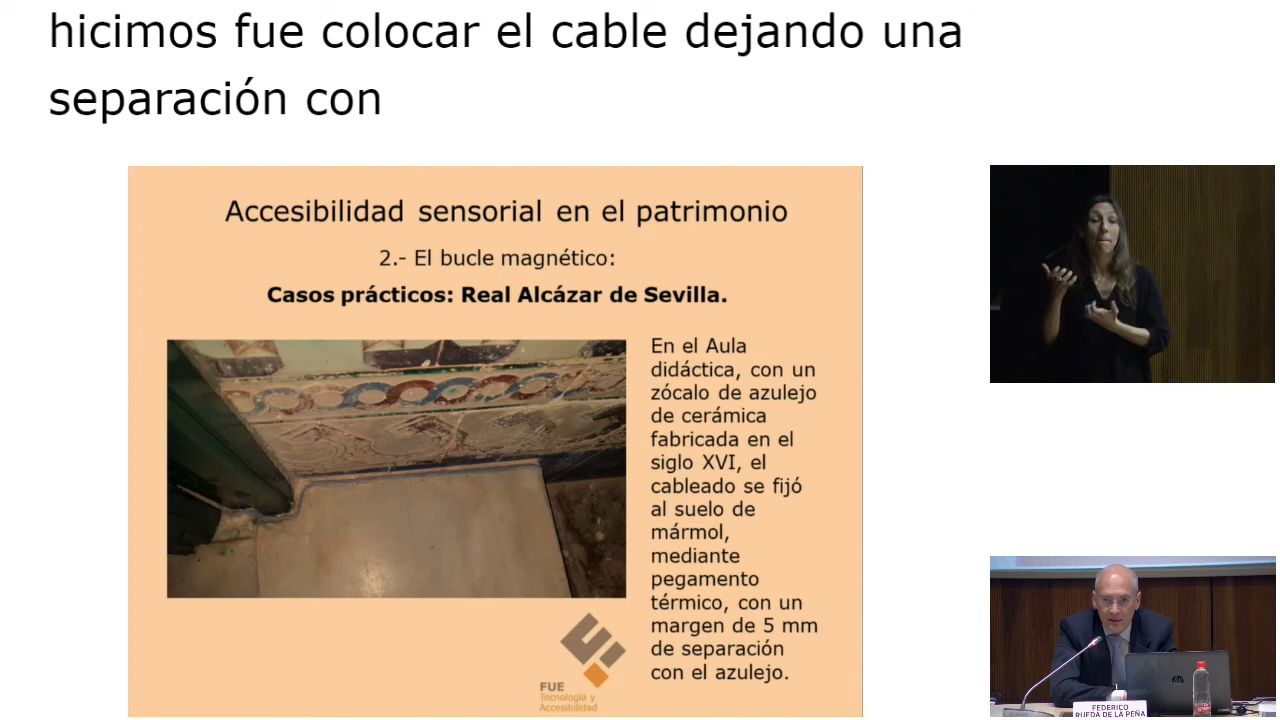 hicimos fue colocar el cable dejando una
separación con
Accesibilidad sensorial en el patrimonio
2.- El bucle magnético:
Casos prácticos: Real Alcázar de Sevilla.
En el Aula
didáctica, con un
zócalo de azulejo
de cerámica
fabricada en el
siglo XVI, el
cableado se fijó
al suelo de
mármol,
mediante
pegamento
térmico, con un
margen de 5 mm
de separación
con el azulejo.
FUE
Tecnología y
Accesibilidad
FEDERICO
RUEDA DE LA PEÑA